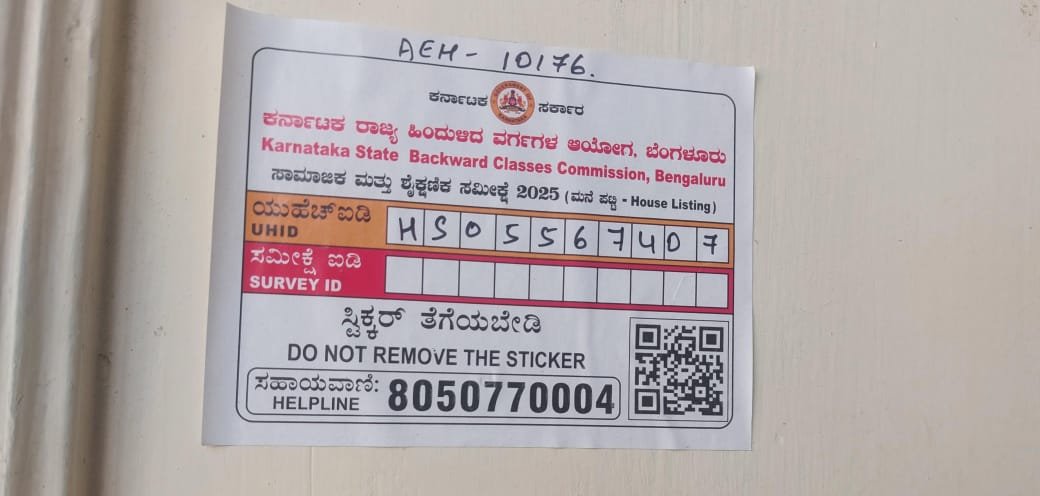 AEH - 10176.
ಕರ್ನಾಟಕ ಸರ್ಕಾರ
ಕರ್ನಾಟಕ ರಾಜ್ಯ ಹಿಂದುಳಿದ ವರ್ಗಗಳ ಆಯೋಗ, ಬೆಂಗಳೂರು
Karnataka State Backward Classes Commission, Bengaluru
ಸಾಮಾಜಿಕ ಮತ್ತು ಶೈಕ್ಷಣಿಕ ಸಮೀಕ್ಷೆ 2025 (ಮನೆ ಪಟ್ಟಿ - House Listing)
ಯುಹೆಚ್ಐಡಿ
UHID HS05567407
ಸಮೀಕ್ಷೆ ಐಡಿ
SURVEY ID
ಸ್ಟಿಕ್ಕರ್ ತೆಗೆಯಬೇಡಿ
DO NOT REMOVE THE STICKER
ಸಹಾಯವಾಣಿ:
HELPLINE 8050770004